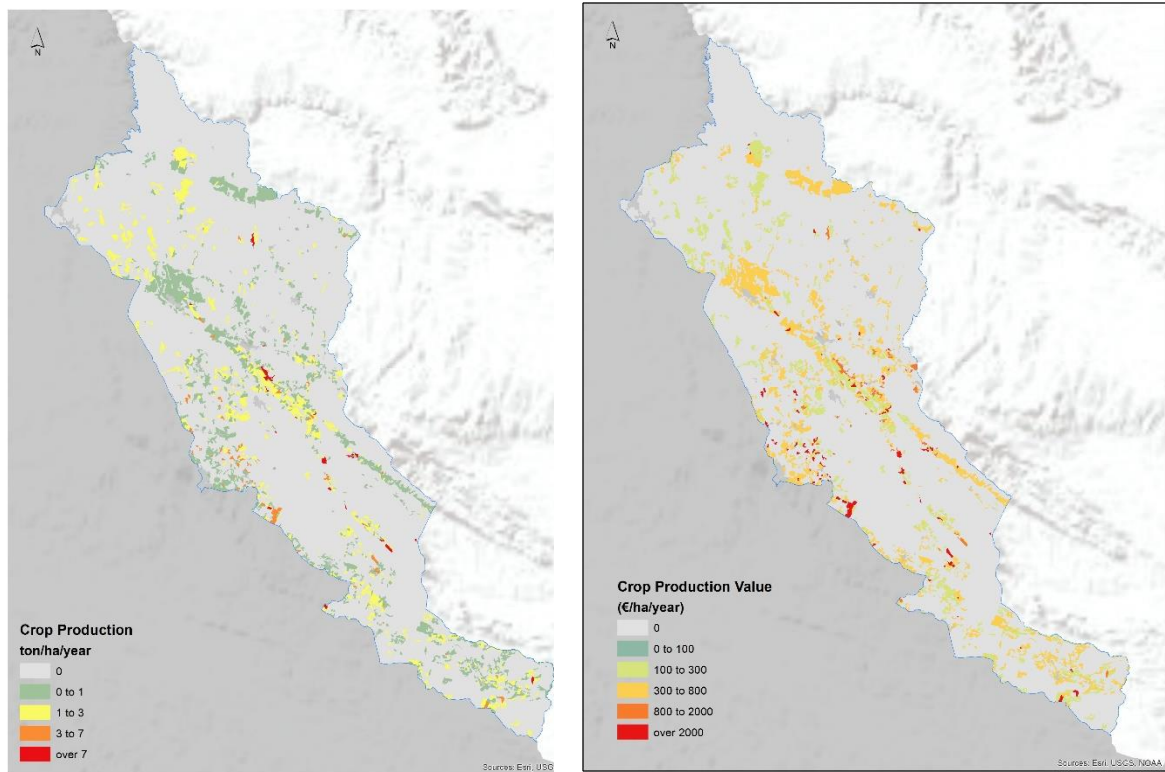 N
Crop Production
ton/ha/year
0
0 to 1
1 to 3
3 to 7
over 7
Sources: Esri, USG
N
Crop Production Value
(€/ha/year)
0
0 to 100
100 to 300
300 to 800
800 to 2000
over 2000
Sources: Esri, USGS, NOAA